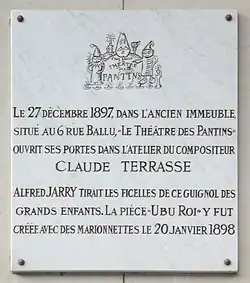 THÉATRE
DES
PANTINS
LE 27 DÉCEMBRE 1897, DANS L'ANCIEN IMMEUBLE,
SITUÉ AU 6 RUE BALLU, «LE THÉÂTRE DES PANTINS»
OUVRIT SES PORTES DANS L'ATELIER DU COMPOSITEUR
CLAUDE TERRASSE
ALFRED JARRY TIRAIT LES FICELLES DE CE GUIGNOL DES
GRANDS ENFANTS. LA PIÈCE «UBU ROI» Y FUT
CRÉÉE AVEC DES MARIONNETTES LE 20 JANVIER 1898